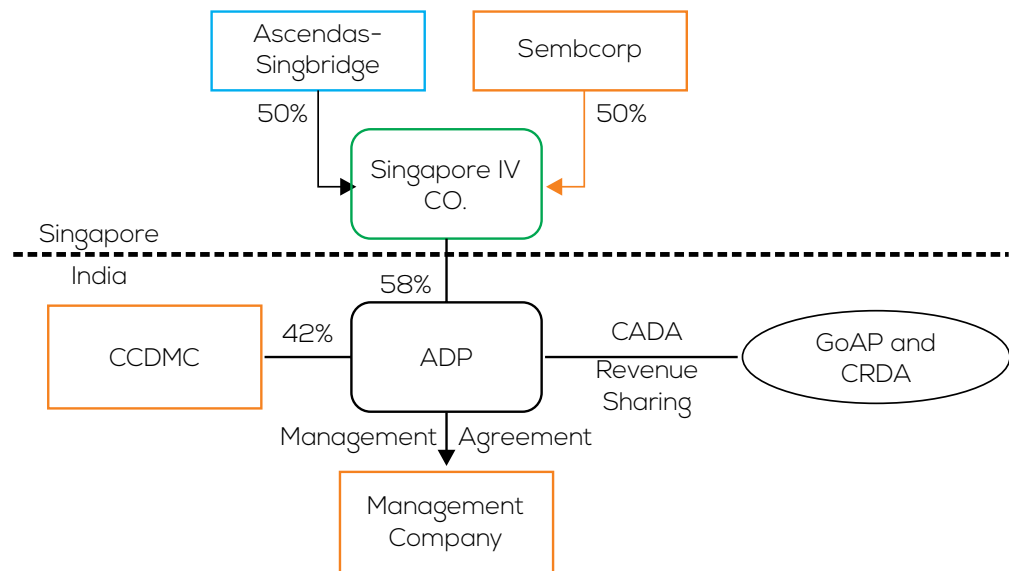 Ascendas-
Singbridge
Sembcorp
50%
50%
Singapore IV
CO.
Singapore
India
58%
CCDMC
42%
ADP
CADA
Revenue
Sharing
GoAP and
CRDA
Management Agreement
Management
Company